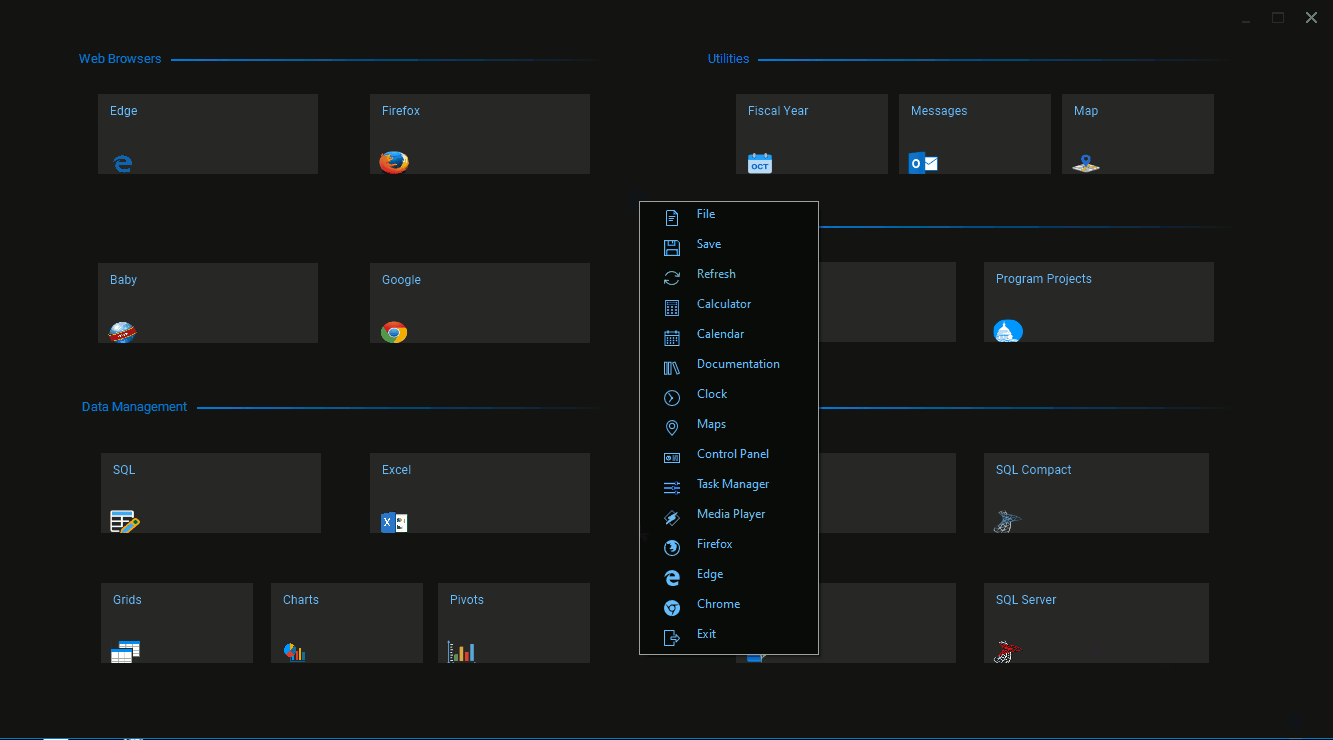 Web Browsers
Utilities
Edge
Firefox
Fiscal Year
Messages
Map
OCT
File
Save
Refresh
Calculator
Calendar
Documentation
Clock
Maps
Control Panel
Task Manager
Media Player
Firefox
Edge
Chrome
Exit
Baby
Google
Program Projects
Data Management
SQL
Excel
SQL Compact
Grids
Charts
Pivots
SQL Server